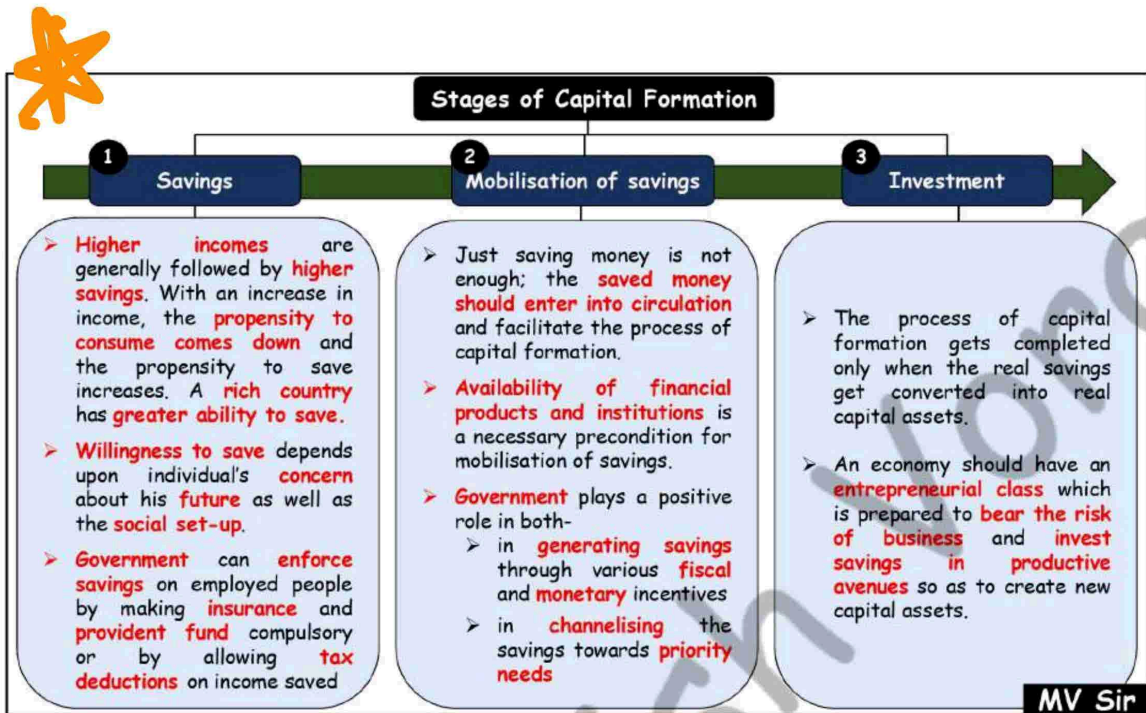 Stages of Capital Formation
1
Savings
2
Mobilisation of savings
3
Investment
➢ Higher incomes are
generally followed by higher
savings. With an increase in
income, the propensity to
consume comes down and
the propensity to save
increases. A rich country
has greater ability to save.
➢ Willingness to save depends
upon individual's concern
about his future as well as
the social set-up.
➢ Government can enforce
savings on employed people
by making insurance and
provident fund compulsory
or by allowing tax
deductions on income saved
➢ Just saving money is not
enough; the saved money
should enter into circulation
and facilitate the process of
capital formation.
➢ Availability of financial
products and institutions is
a necessary precondition for
mobilisation of savings.
➢ Government plays a positive
role in both-
➢ in generating savings
through various fiscal
and monetary incentives
➢ in channelising the
savings towards priority
needs
➢ The process of capital
formation gets completed
only when the real savings
get converted into real
capital assets.
➢ An economy should have an
entrepreneurial class which
is prepared to bear the risk
of business and invest
savings in productive
avenues so as to create new
capital assets.
MV Sir